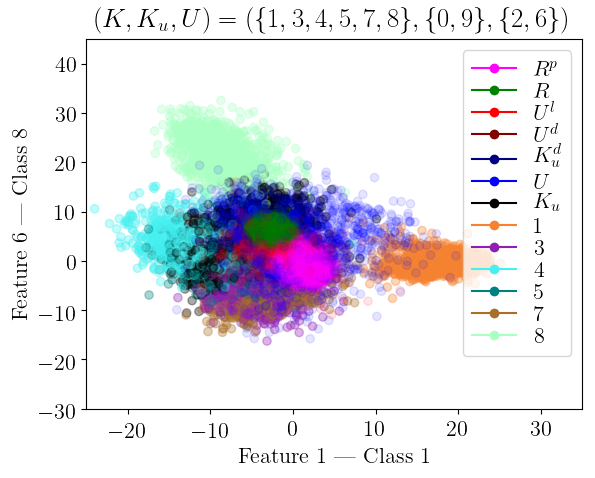 (K, K_u, U) = ({1, 3, 4, 5, 7, 8}, {0, 9}, {2, 6})
40
30
20
10
0
−10
−20
−30
Feature 6 — Class 8
R^p
R
U^l
U^d
K_u^d
U
K_u
1
3
4
5
7
8
−20 −10 0 10 20 30
Feature 1 — Class 1